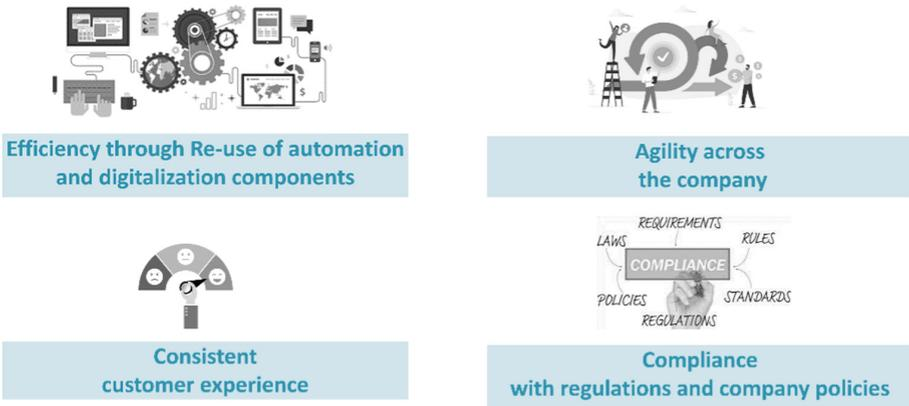 Efficiency through Re-use of automation
and digitalization components
Agility across
the company
REQUIREMENTS
LAWS
RULES
COMPLIANCE
POLICIES
STANDARDS
REGULATIONS
Consistent
customer experience
Compliance
with regulations and company policies